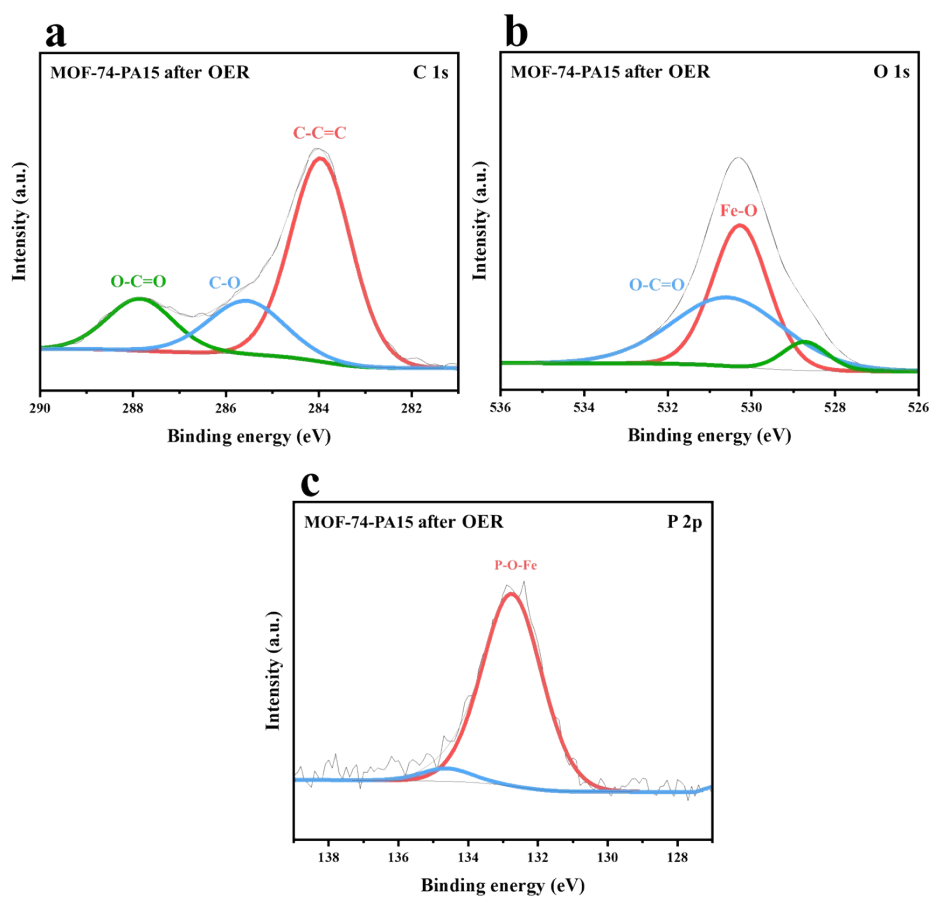 a
MOF-74-PA15 after OER
C 1s
C-C=C
O-C=O
C-O
Intensity (a.u.)
290 288 286 284 282
Binding energy (eV)
b
MOF-74-PA15 after OER
O 1s
Fe-O
O-C=O
Intensity (a.u.)
536 534 532 530 528 526
Binding energy (eV)
c
MOF-74-PA15 after OER
P 2p
P-O-Fe
Intensity (a.u.)
138 136 134 132 130 128
Binding energy (eV)